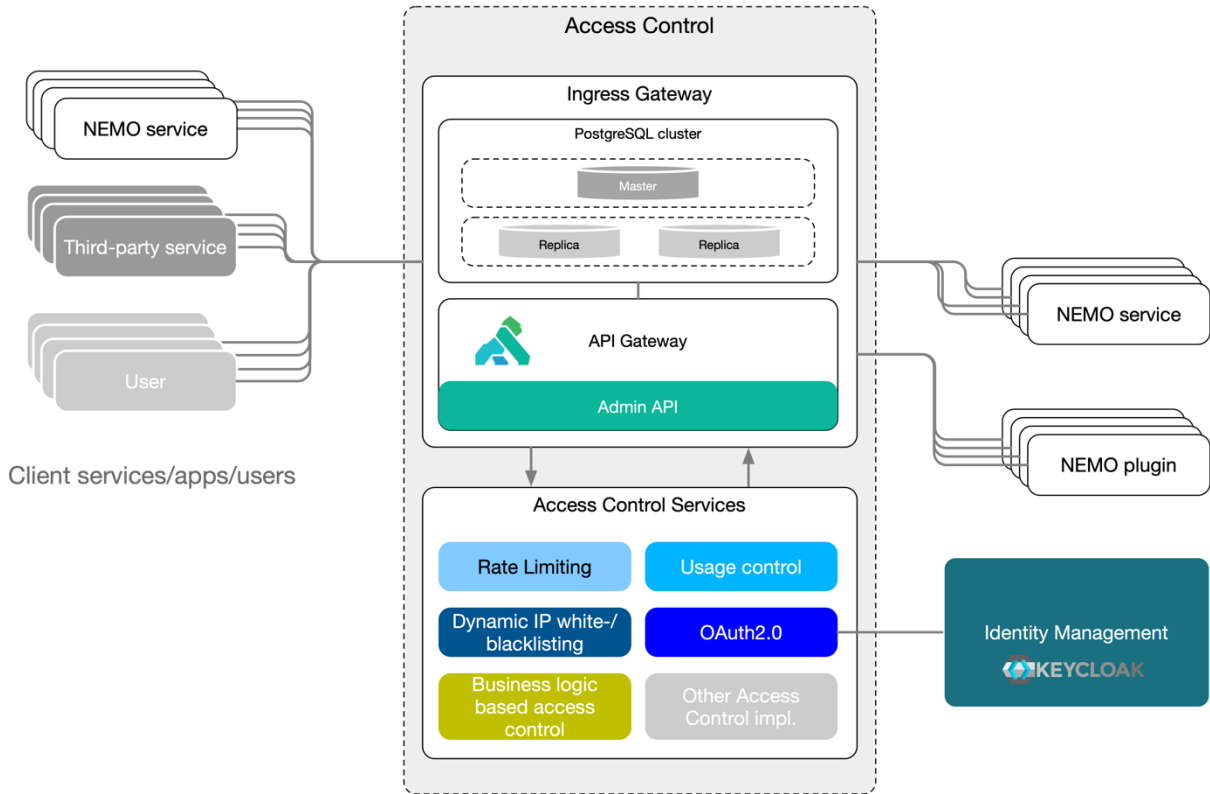 Access Control
Ingress Gateway
PostgreSQL cluster
Master
Replica
Replica
API Gateway
Admin API
NEMO service
Third-party service
User
Client services/apps/users
NEMO service
NEMO plugin
Access Control Services
Rate Limiting
Usage control
Dynamic IP white-/
blacklisting
OAuth2.0
Business logic
based access
control
Other Access
Control impl.
Identity Management
KEYCLOAK